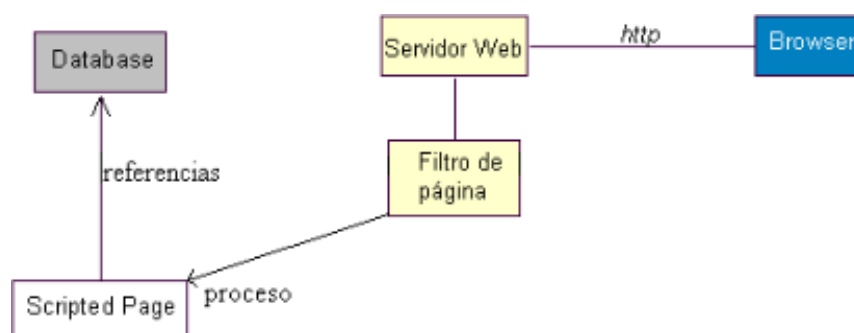 Database
Servidor Web
http
Browser
Filtro de
página
referencias
proceso
Scripted Page